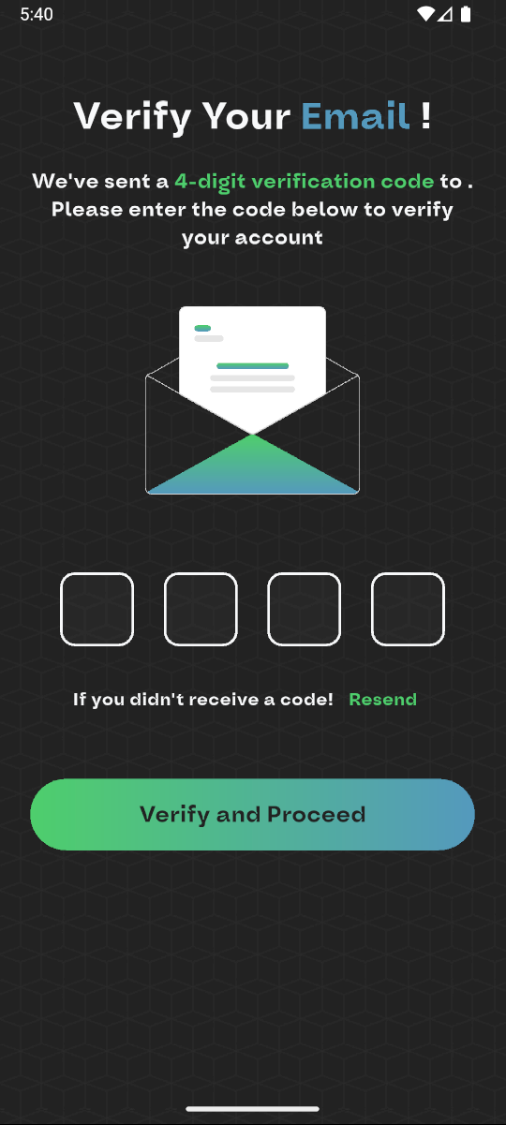 5:40
Verify Your Email !
We've sent a 4-digit verification code to .
Please enter the code below to verify
your account
If you didn't receive a code! Resend
Verify and Proceed